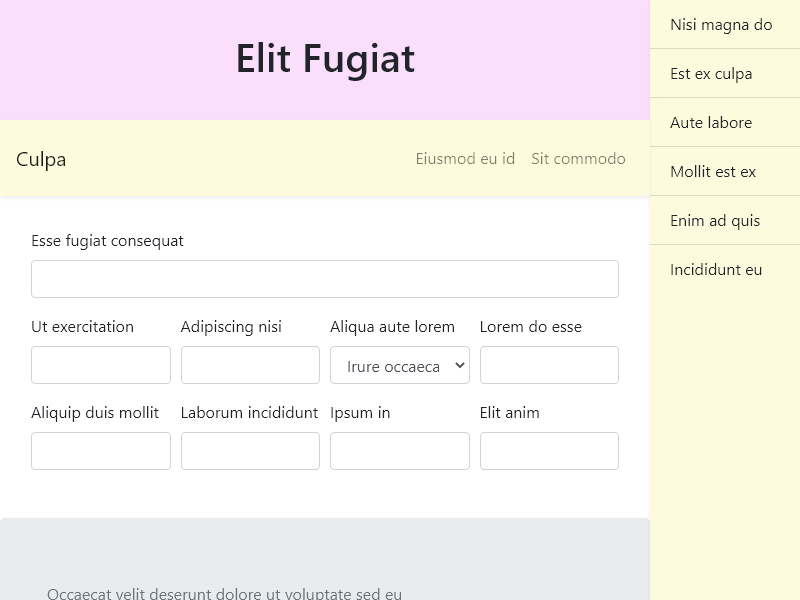 Elit Fugiat
Culpa
Eiusmod eu id
Sit commodo
Esse fugiat consequat
Ut exercitation
Adipiscing nisi
Aliqua aute lorem
Lorem do esse
Irure occaeca
Aliquip duis mollit
Laborum incididunt
Ipsum in
Elit anim
Occaecat velit deserunt dolore ut voluptate sed eu
Nisi magna do
Est ex culpa
Aute labore
Mollit est ex
Enim ad quis
Incididunt eu